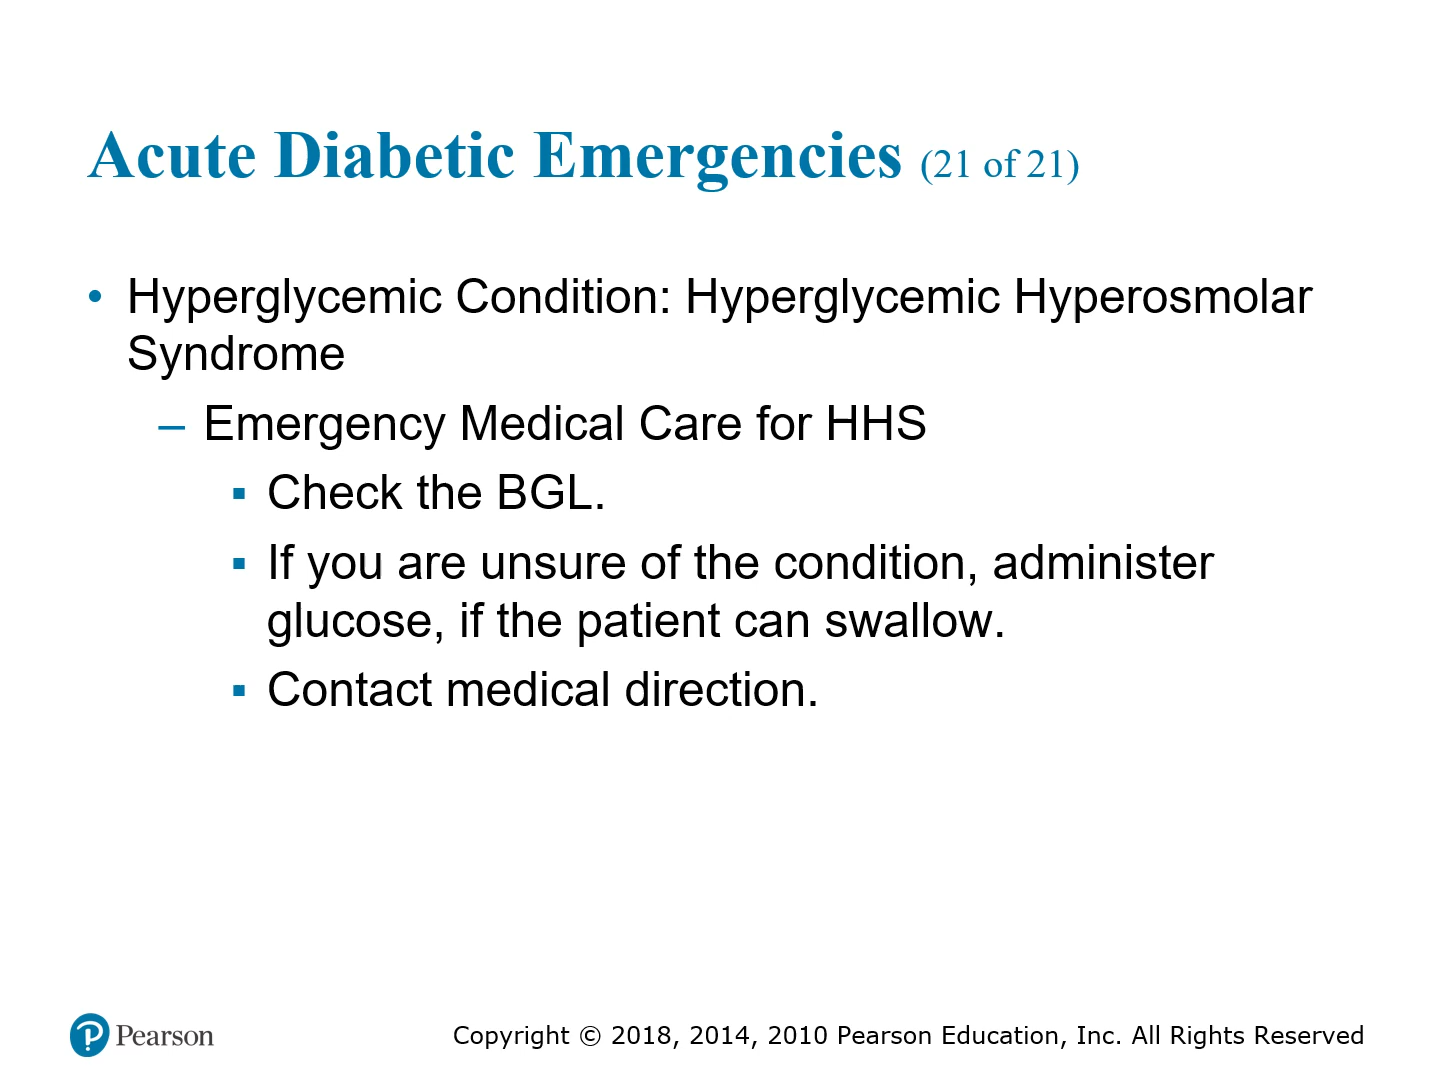 Acute Diabetic Emergencies (21 of 21)
• Hyperglycemic Condition: Hyperglycemic Hyperosmolar
Syndrome
– Emergency Medical Care for HHS
▪ Check the BGL.
▪ If you are unsure of the condition, administer
glucose, if the patient can swallow.
▪ Contact medical direction.
Pearson
Copyright © 2018, 2014, 2010 Pearson Education, Inc. All Rights Reserved